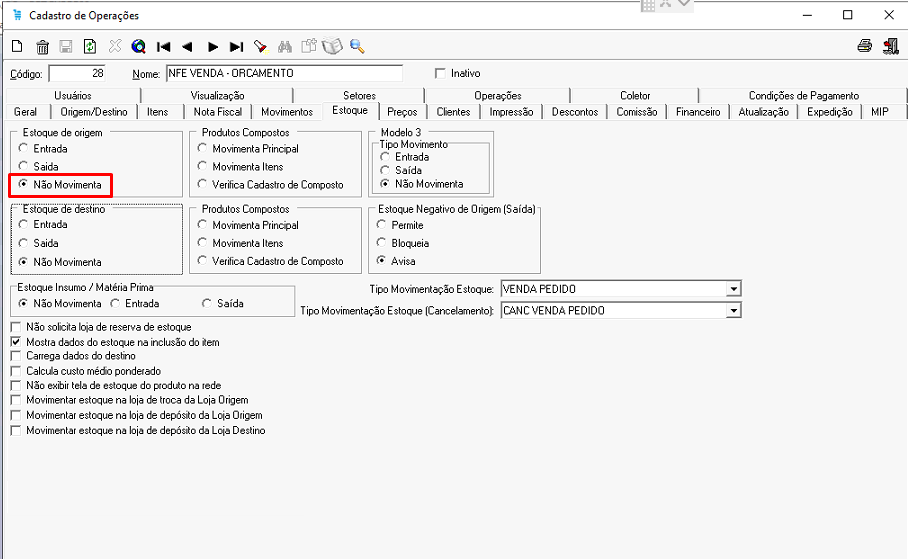 Cadastro de Operações
Código: 28 Nome: NFE VENDA - ORCAMENTO Inativo
Usuários Visualização Setores Operações Coletor Condições de Pagamento
Geral Origem/Destino Itens Nota Fiscal Movimentos Estoque Preços Clientes Impressão Descontos Comissão Financeiro Atualização Expedição MIP
Estoque de origem
Entrada
Saida
Não Movimenta
Produtos Compostos
Movimenta Principal
Movimenta Itens
Verifica Cadastro de Composto
Modelo 3
Tipo Movimento
Entrada
Saída
Não Movimenta
Estoque de destino
Entrada
Saida
Não Movimenta
Produtos Compostos
Movimenta Principal
Movimenta Itens
Verifica Cadastro de Composto
Estoque Negativo de Origem (Saída)
Permite
Bloqueia
Avisa
Estoque Insumo / Matéria Prima
Não Movimenta Entrada Saída
Tipo Movimentação Estoque: VENDA PEDIDO
Tipo Movimentação Estoque (Cancelamento): CANC VENDA PEDIDO
Não solicita loja de reserva de estoque
Mostra dados do estoque na inclusão do item
Carrega dados do destino
Calcula custo médio ponderado
Não exibir tela de estoque do produto na rede
Movimentar estoque na loja de troca da Loja Origem
Movimentar estoque na loja de depósito da Loja Origem
Movimentar estoque na loja de depósito da Loja Destino